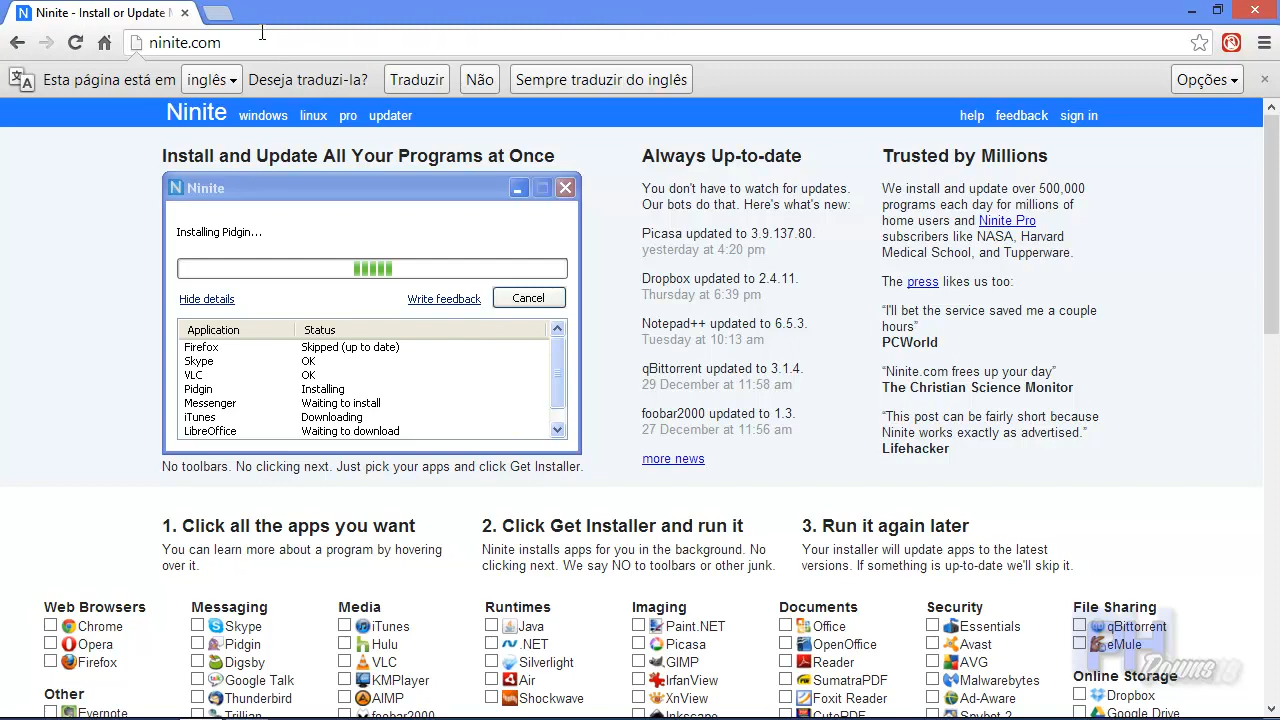 Ninite - Install or Update
ninite.com
Esta página está em inglês Deseja traduzi-la? Traduzir Não Sempre traduzir do inglês Opções
Ninite windows linux pro updater help feedback sign in
Install and Update All Your Programs at Once
Ninite
Installing Pidgin...
Hide details Write feedback Cancel
Application Status
Firefox Skipped (up to date)
Skype OK
VLC OK
Pidgin Installing
Messenger Waiting to install
iTunes Downloading
LibreOffice Waiting to download
No toolbars. No clicking next. Just pick your apps and click Get Installer.
Always Up-to-date
You don't have to watch for updates.
Our bots do that. Here's what's new:
Picasa updated to 3.9.137.80.
yesterday at 4:20 pm
Dropbox updated to 2.4.11.
Thursday at 6:39 pm
Notepad++ updated to 6.5.3.
Tuesday at 10:13 am
qBittorrent updated to 3.1.4.
29 December at 11:58 am
foobar2000 updated to 1.3.
27 December at 11:56 am
more news
Trusted by Millions
We install and update over 500,000
programs each day for millions of
home users and Ninite Pro
subscribers like NASA, Harvard
Medical School, and Tupperware.
The press likes us too:
“I'll bet the service saved me a couple
hours”
PCWorld
“Ninite.com frees up your day”
The Christian Science Monitor
“This post can be fairly short because
Ninite works exactly as advertised.”
Lifehacker
1. Click all the apps you want
You can learn more about a program by hovering
over it.
2. Click Get Installer and run it
Ninite installs apps for you in the background. No
clicking next. We say NO to toolbars or other junk.
3. Run it again later
Your installer will update apps to the latest
versions. If something is up-to-date we'll skip it.
Web Browsers
Chrome
Opera
Firefox
Other
Evernote
Messaging
Skype
Pidgin
Digsby
Google Talk
Thunderbird
Trillian
Media
iTunes
Hulu
VLC
KMPlayer
AIMP
foobar2000
Runtimes
Java
.NET
Silverlight
Air
Shockwave
Imaging
Paint.NET
Picasa
GIMP
IrfanView
XnView
Inkscape
Documents
Office
OpenOffice
Reader
SumatraPDF
Foxit Reader
CutePDF
Security
Essentials
Avast
AVG
Malwarebytes
Ad-Aware
Spybot 2
File Sharing
qBittorrent
eMule
Online Storage
Dropbox
Google Drive